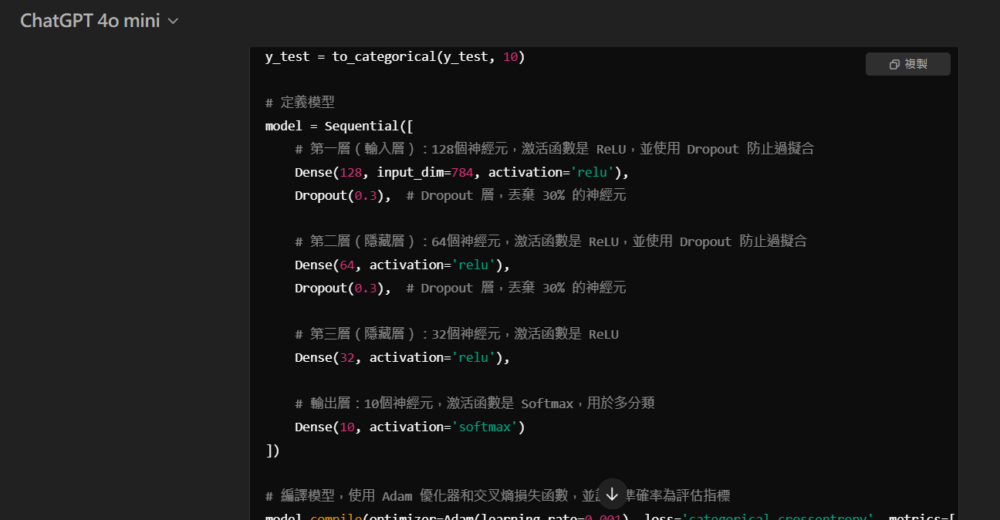 ChatGPT 4o mini
y_test = to_categorical(y_test, 10)
複製
# 定義模型
model = Sequential([
# 第一層（輸入層）：128個神經元，激活函數是 ReLU，並使用 Dropout 防止過擬合
Dense(128, input_dim=784, activation='relu'),
Dropout(0.3),  # Dropout 層，丟棄 30% 的神經元
# 第二層（隱藏層）：64個神經元，激活函數是 ReLU，並使用 Dropout 防止過擬合
Dense(64, activation='relu'),
Dropout(0.3),  # Dropout 層，丟棄 30% 的神經元
# 第三層（隱藏層）：32個神經元，激活函數是 ReLU
Dense(32, activation='relu'),
# 輸出層：10個神經元，激活函數是 Softmax，用於多分類
Dense(10, activation='softmax')
])
# 編譯模型，使用 Adam 優化器和交叉熵損失函數，並 準確率為評估指標
model.compile(optimizer=Adam(learning_rate=0.001), loss='categorical_crossentropy', metrics=[